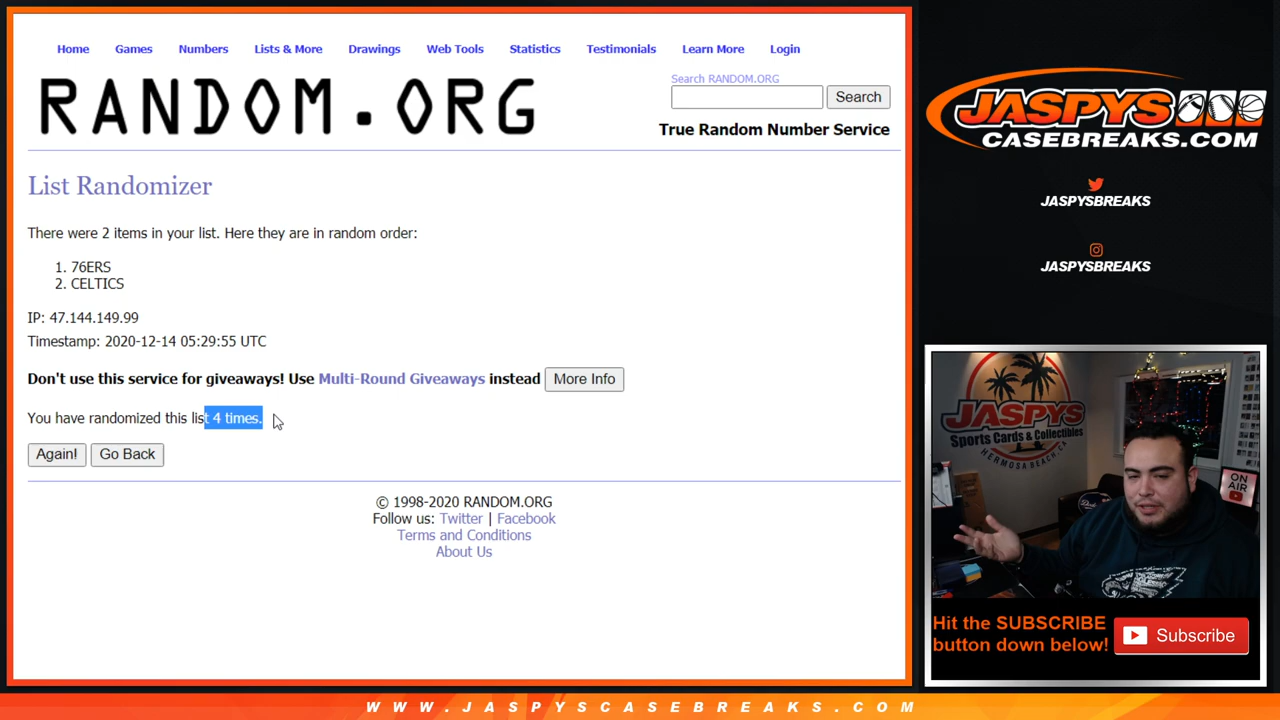 Home Games Numbers Lists & More Drawings Web Tools Statistics Testimonials Learn More Login
RANDOM.ORG
Search RANDOM.ORG
Search
True Random Number Service
List Randomizer
There were 2 items in your list. Here they are in random order:
1. 76ERS
2. CELTICS
IP: 47.144.149.99
Timestamp: 2020-12-14 05:29:55 UTC
Don't use this service for giveaways! Use Multi-Round Giveaways instead More Info
You have randomized this list 4 times.
Again! Go Back
© 1998-2020 RANDOM.ORG
Follow us: Twitter | Facebook
Terms and Conditions
About Us
JASPYS
CASEBREAKS.COM
JASPYSBREAKS
JASPYSBREAKS
JASPYS
Sports Cards & Collectibles
HERMOSA BEACH, CA
ON
AIR
Hit the SUBSCRIBE
button down below!
Subscribe
WWW.JASPYSCASEBREAKS.COM